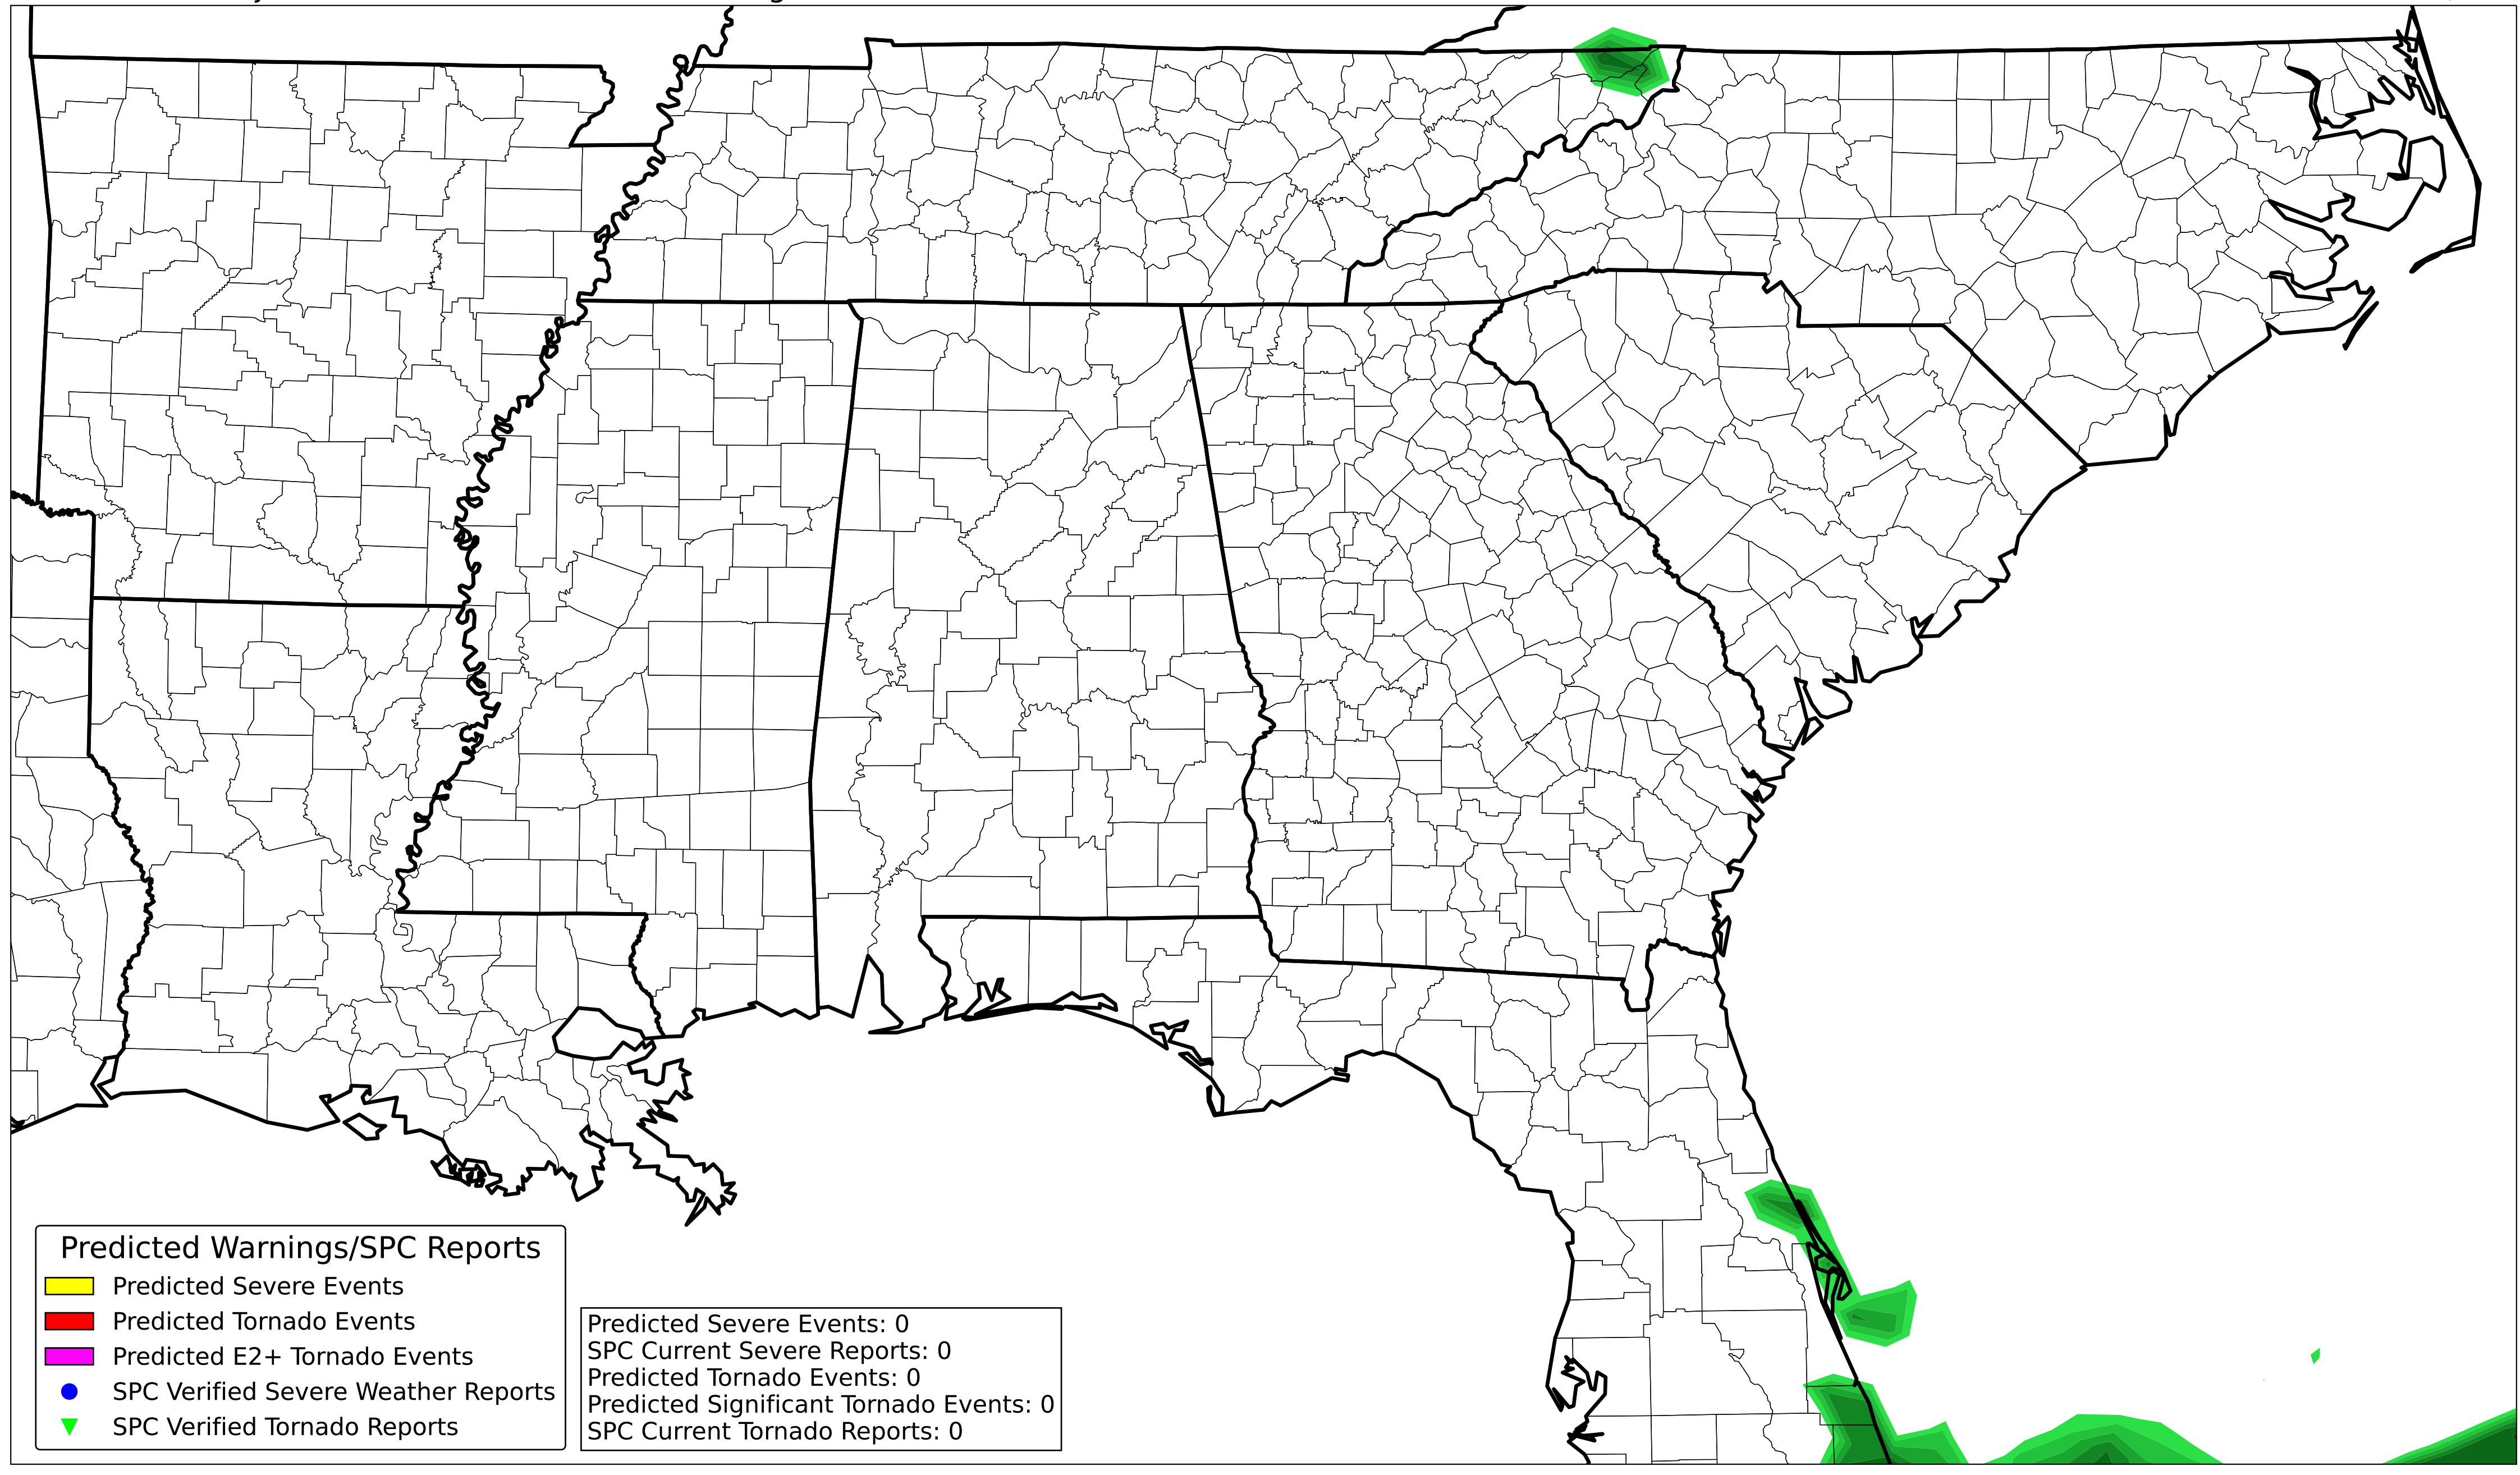 Predicted Warnings/SPC Reports
Predicted Severe Events
Predicted Tornado Events
Predicted E2+ Tornado Events
SPC Verified Severe Weather Reports
SPC Verified Tornado Reports
Predicted Severe Events: 0
SPC Current Severe Reports: 0
Predicted Tornado Events: 0
Predicted Significant Tornado Events: 0
SPC Current Tornado Reports: 0